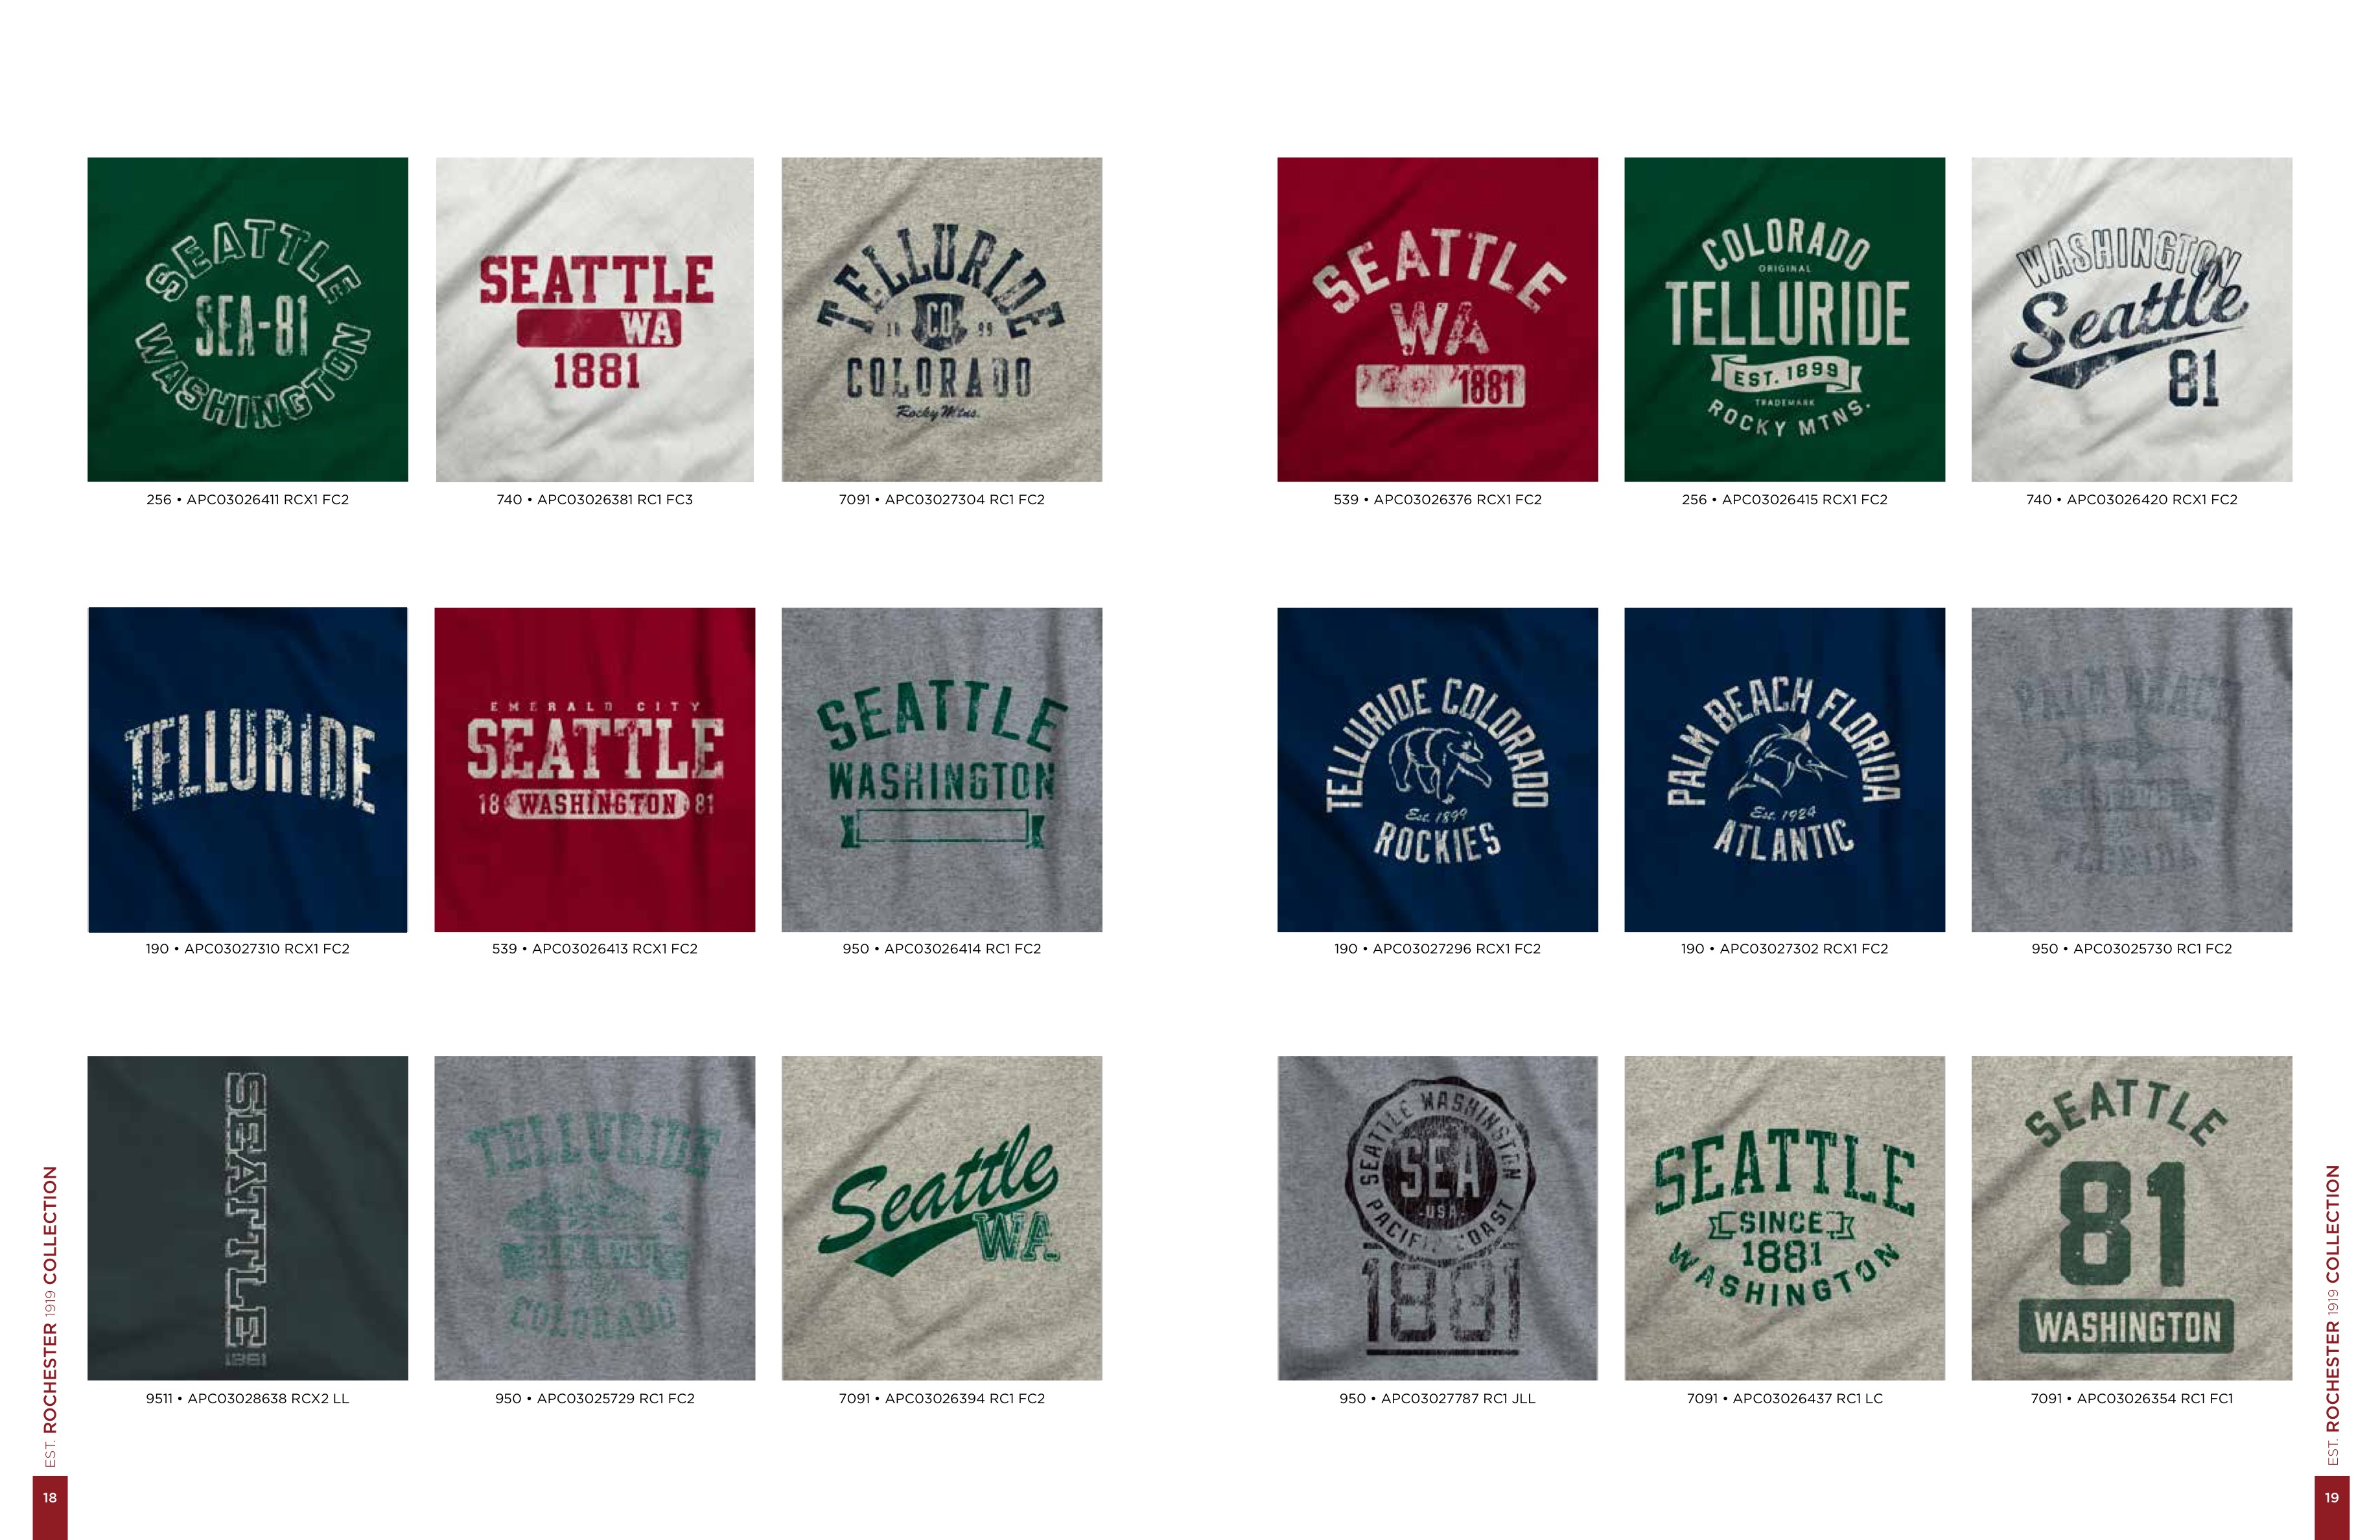 SEATTLE
SEA-81
WASHINGTON
256 • APC03026411 RCX1 FC2
SEATTLE
WA
1881
740 • APC03026381 RC1 FC3
TELLURIDE
18 CO. 99
COLORADO
Rocky Mtns.
7091 • APC03027304 RC1 FC2
TELLURIDE
190 • APC03027310 RCX1 FC2
EMERALD CITY
SEATTLE
18 WASHINGTON 81
539 • APC03026413 RCX1 FC2
SEATTLE
WASHINGTON
950 • APC03026414 RC1 FC2
SEATTLE
1881
9511 • APC03028638 RCX2 LL
TELLURIDE
COLORADO
950 • APC03025729 RC1 FC2
Seattle
WA.
7091 • APC03026394 RC1 FC2
EST. ROCHESTER 1919 COLLECTION
18
SEATTLE
WA
1881
539 • APC03026376 RCX1 FC2
COLORADO
ORIGINAL
TELLURIDE
EST. 1899
TRADEMARK
ROCKY MTNS.
256 • APC03026415 RCX1 FC2
WASHINGTON
Seattle
81
740 • APC03026420 RCX1 FC2
TELLURIDE COLORADO
Est. 1899
ROCKIES
190 • APC03027296 RCX1 FC2
PALM BEACH FLORIDA
Est. 1924
ATLANTIC
190 • APC03027302 RCX1 FC2
PALM BEACH
950 • APC03025730 RC1 FC2
SEATTLE WASHINGTON
SEA
-USA-
PACIFIC COAST
1881
950 • APC03027787 RC1 JLL
SEATTLE
SINCE
1881
WASHINGTON
7091 • APC03026437 RC1 LC
SEATTLE
81
WASHINGTON
7091 • APC03026354 RC1 FC1
EST. ROCHESTER 1919 COLLECTION
19